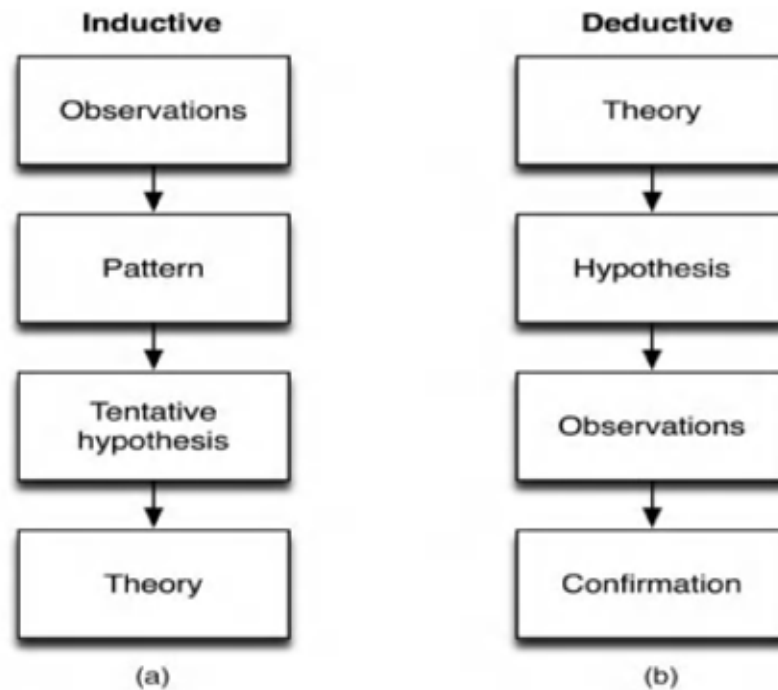 Inductive
Observations
Pattern
Tentative
hypothesis
Theory
(a)
Deductive
Theory
Hypothesis
Observations
Confirmation
(b)